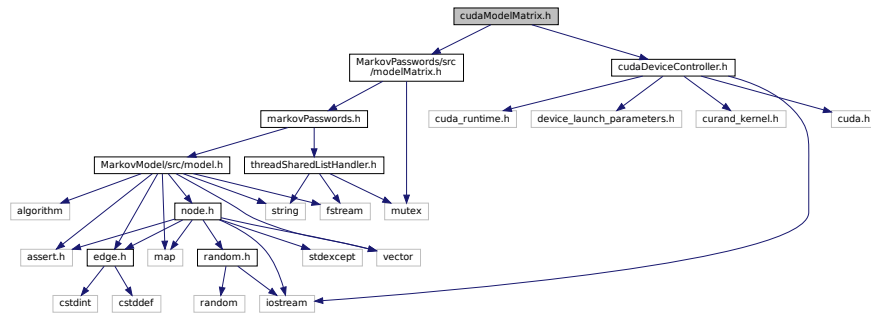 cudaModelMatrix.h
MarkovPasswords/src
/modelMatrix.h
cudaDeviceController.h
markovPasswords.h
cuda_runtime.h
device_launch_parameters.h
curand_kernel.h
cuda.h
MarkovModel/src/model.h
threadSharedListHandler.h
algorithm
node.h
string
fstream
mutex
assert.h
edge.h
map
random.h
stdexcept
vector
cstdint
cstddef
random
iostream